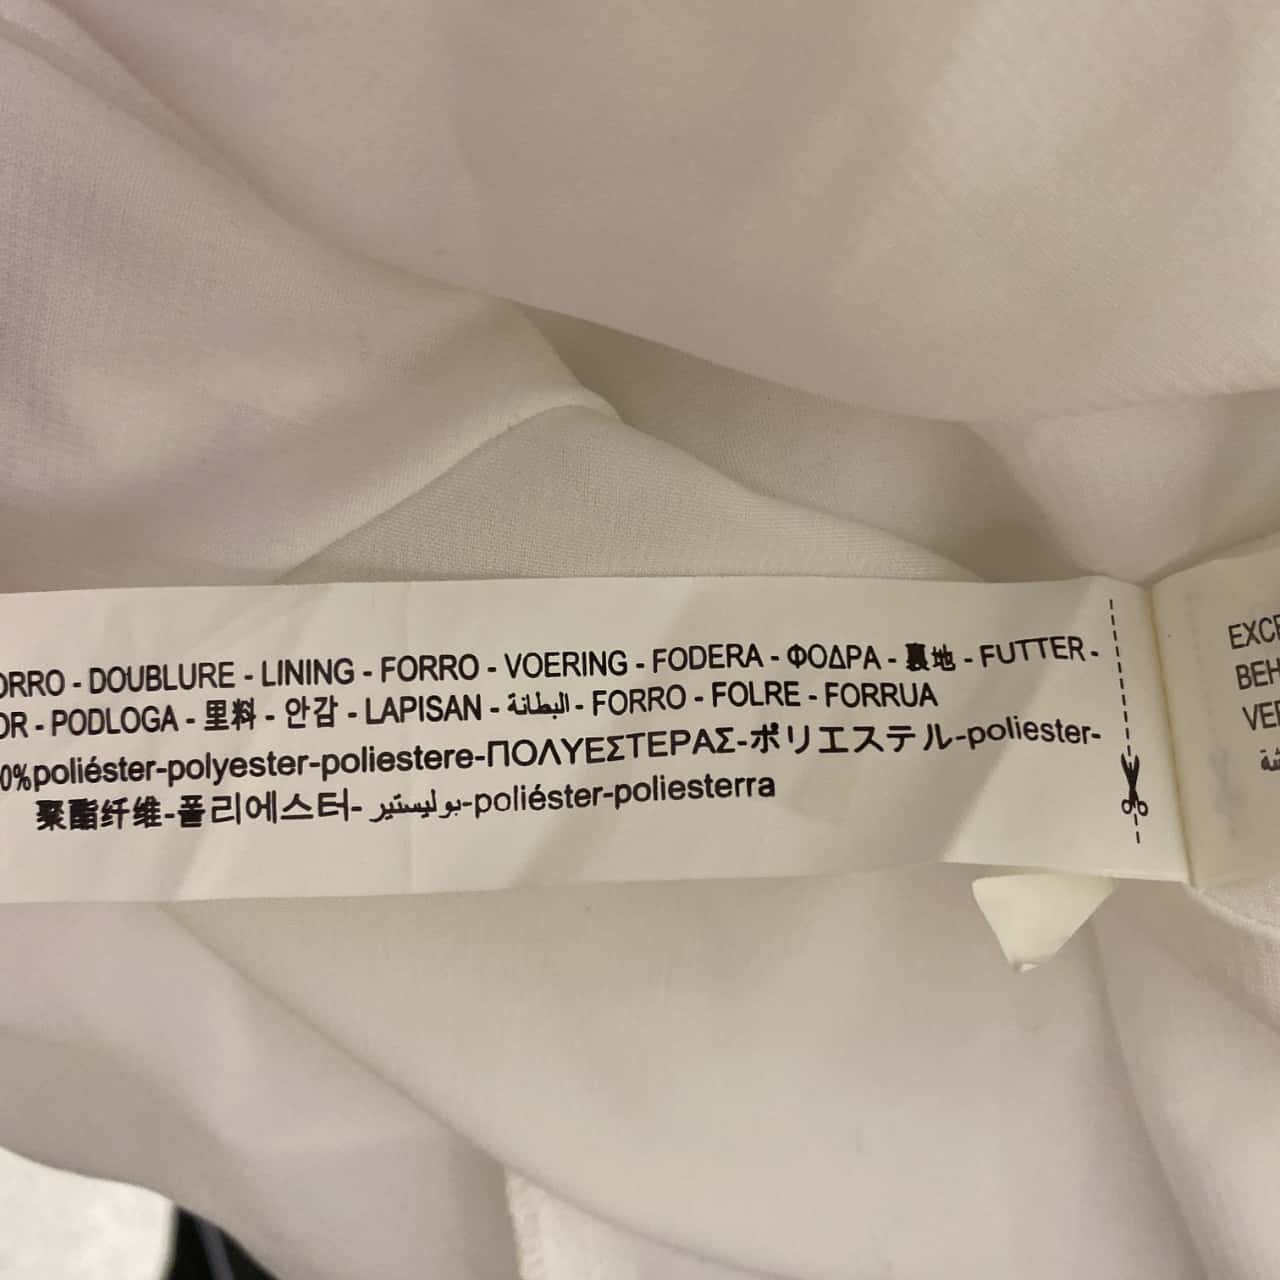 ORRO - DOUBLURE - LINING - FORRO - VOERING - FODERA - ΦΟΔΡΑ - 裏地 - FUTTER -
OR - PODLOGA - 里料 - 안감 - LAPISAN - البطانة - FORRO - FOLRE - FORRUA
0%poliéster-polyester-poliestere-ΠΟΛΥΕΣΤΕΡΑΣ-ポリエステル-poliester-
聚酯纤维-폴리에스터-بوليستير-poliéster-poliesterra
EXCE
BEH
VER